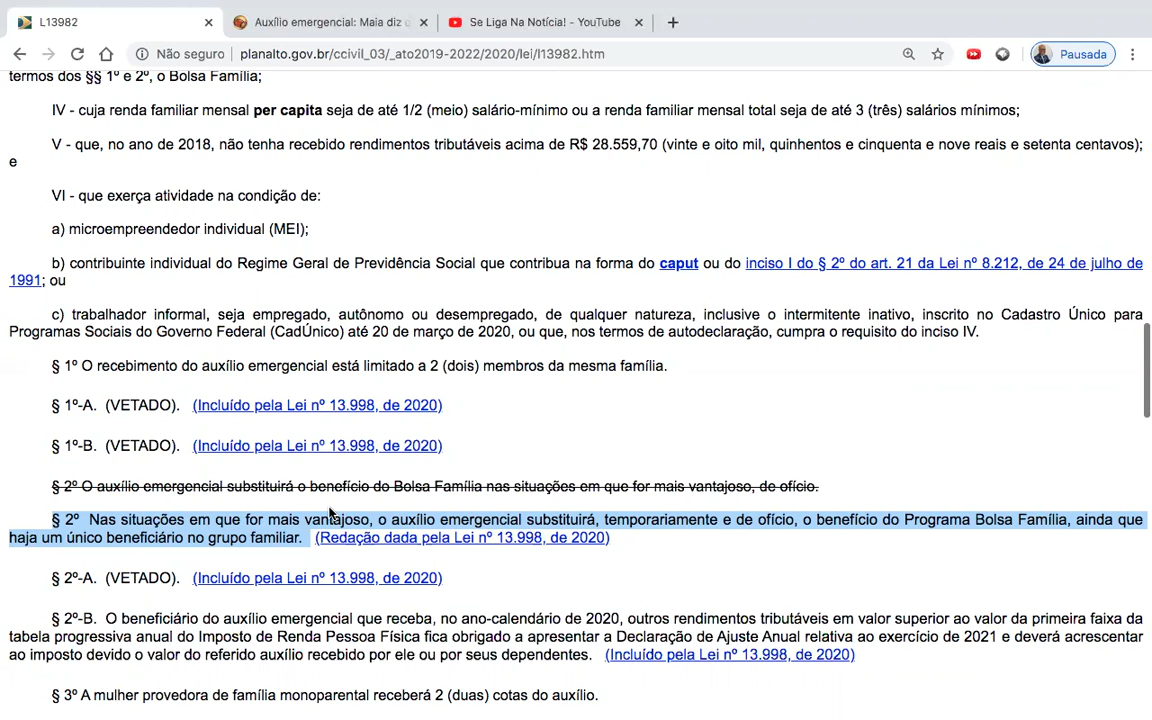 L13982
Auxílio emergencial: Maia diz
Se Liga Na Notícia! - YouTube
Não seguro
planalto.gov.br/ccivil_03/_ato2019-2022/2020/lei/l13982.htm
Pausada
termos dos §§ 1º e 2º, o Bolsa Família;
IV - cuja renda familiar mensal per capita seja de até 1/2 (meio) salário-mínimo ou a renda familiar mensal total seja de até 3 (três) salários mínimos;
V - que, no ano de 2018, não tenha recebido rendimentos tributáveis acima de R$ 28.559,70 (vinte e oito mil, quinhentos e cinquenta e nove reais e setenta centavos);
e
VI - que exerça atividade na condição de:
a) microempreendedor individual (MEI);
b) contribuinte individual do Regime Geral de Previdência Social que contribua na forma do caput ou do inciso I do § 2º do art. 21 da Lei nº 8.212, de 24 de julho de
1991; ou
c) trabalhador informal, seja empregado, autônomo ou desempregado, de qualquer natureza, inclusive o intermitente inativo, inscrito no Cadastro Único para
Programas Sociais do Governo Federal (CadÚnico) até 20 de março de 2020, ou que, nos termos de autodeclaração, cumpra o requisito do inciso IV.
§ 1º O recebimento do auxílio emergencial está limitado a 2 (dois) membros da mesma família.
§ 1º-A. (VETADO). (Incluído pela Lei nº 13.998, de 2020)
§ 1º-B. (VETADO). (Incluído pela Lei nº 13.998, de 2020)
§ 2º O auxílio emergencial substituirá o benefício do Bolsa Família nas situações em que for mais vantajoso, de ofício.
§ 2º Nas situações em que for mais vantajoso, o auxílio emergencial substituirá, temporariamente e de ofício, o benefício do Programa Bolsa Família, ainda que
haja um único beneficiário no grupo familiar. (Redação dada pela Lei nº 13.998, de 2020)
§ 2º-A. (VETADO). (Incluído pela Lei nº 13.998, de 2020)
§ 2º-B. O beneficiário do auxílio emergencial que receba, no ano-calendário de 2020, outros rendimentos tributáveis em valor superior ao valor da primeira faixa da
tabela progressiva anual do Imposto de Renda Pessoa Física fica obrigado a apresentar a Declaração de Ajuste Anual relativa ao exercício de 2021 e deverá acrescentar
ao imposto devido o valor do referido auxílio recebido por ele ou por seus dependentes. (Incluído pela Lei nº 13.998, de 2020)
§ 3º A mulher provedora de família monoparental receberá 2 (duas) cotas do auxílio.